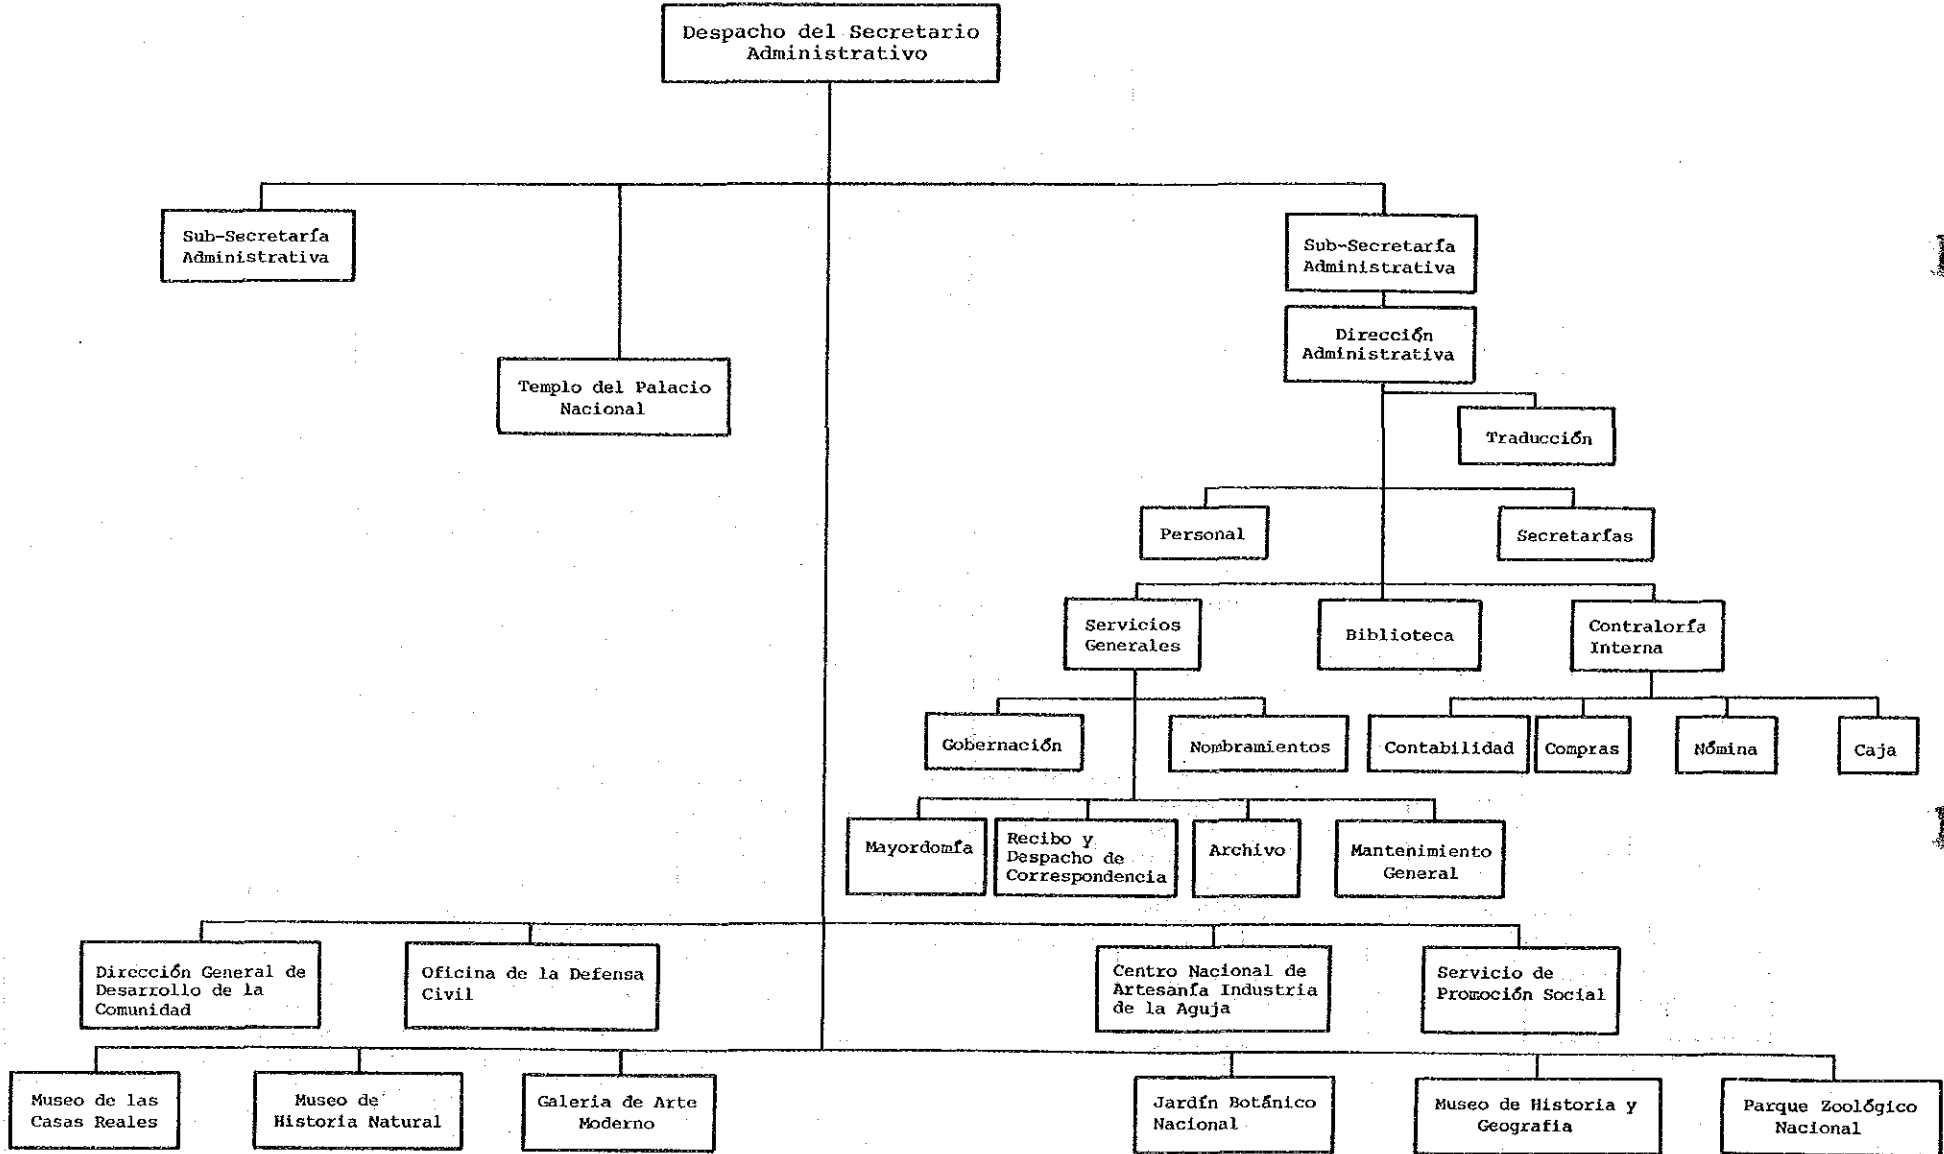 Despacho del Secretario
Administrativo
Sub-Secretaría
Administrativa
Sub-Secretaría
Administrativa
Dirección
Administrativa
Templo del Palacio
Nacional
Traducción
Personal
Secretarías
Servicios
Generales
Biblioteca
Contraloría
Interna
Gobernación
Nombramientos
Contabilidad
Compras
Nómina
Caja
Mayordomía
Recibo y
Despacho de
Correspondencia
Archivo
Mantenimiento
General
Dirección General de
Desarrollo de la
Comunidad
Oficina de la Defensa
Civil
Centro Nacional de
Artesanía Industria
de la Aguja
Servicio de
Promoción Social
Museo de las
Casas Reales
Museo de
Historia Natural
Galeria de Arte
Moderno
Jardín Botánico
Nacional
Museo de Historia y
Geografia
Parque Zoológico
Nacional